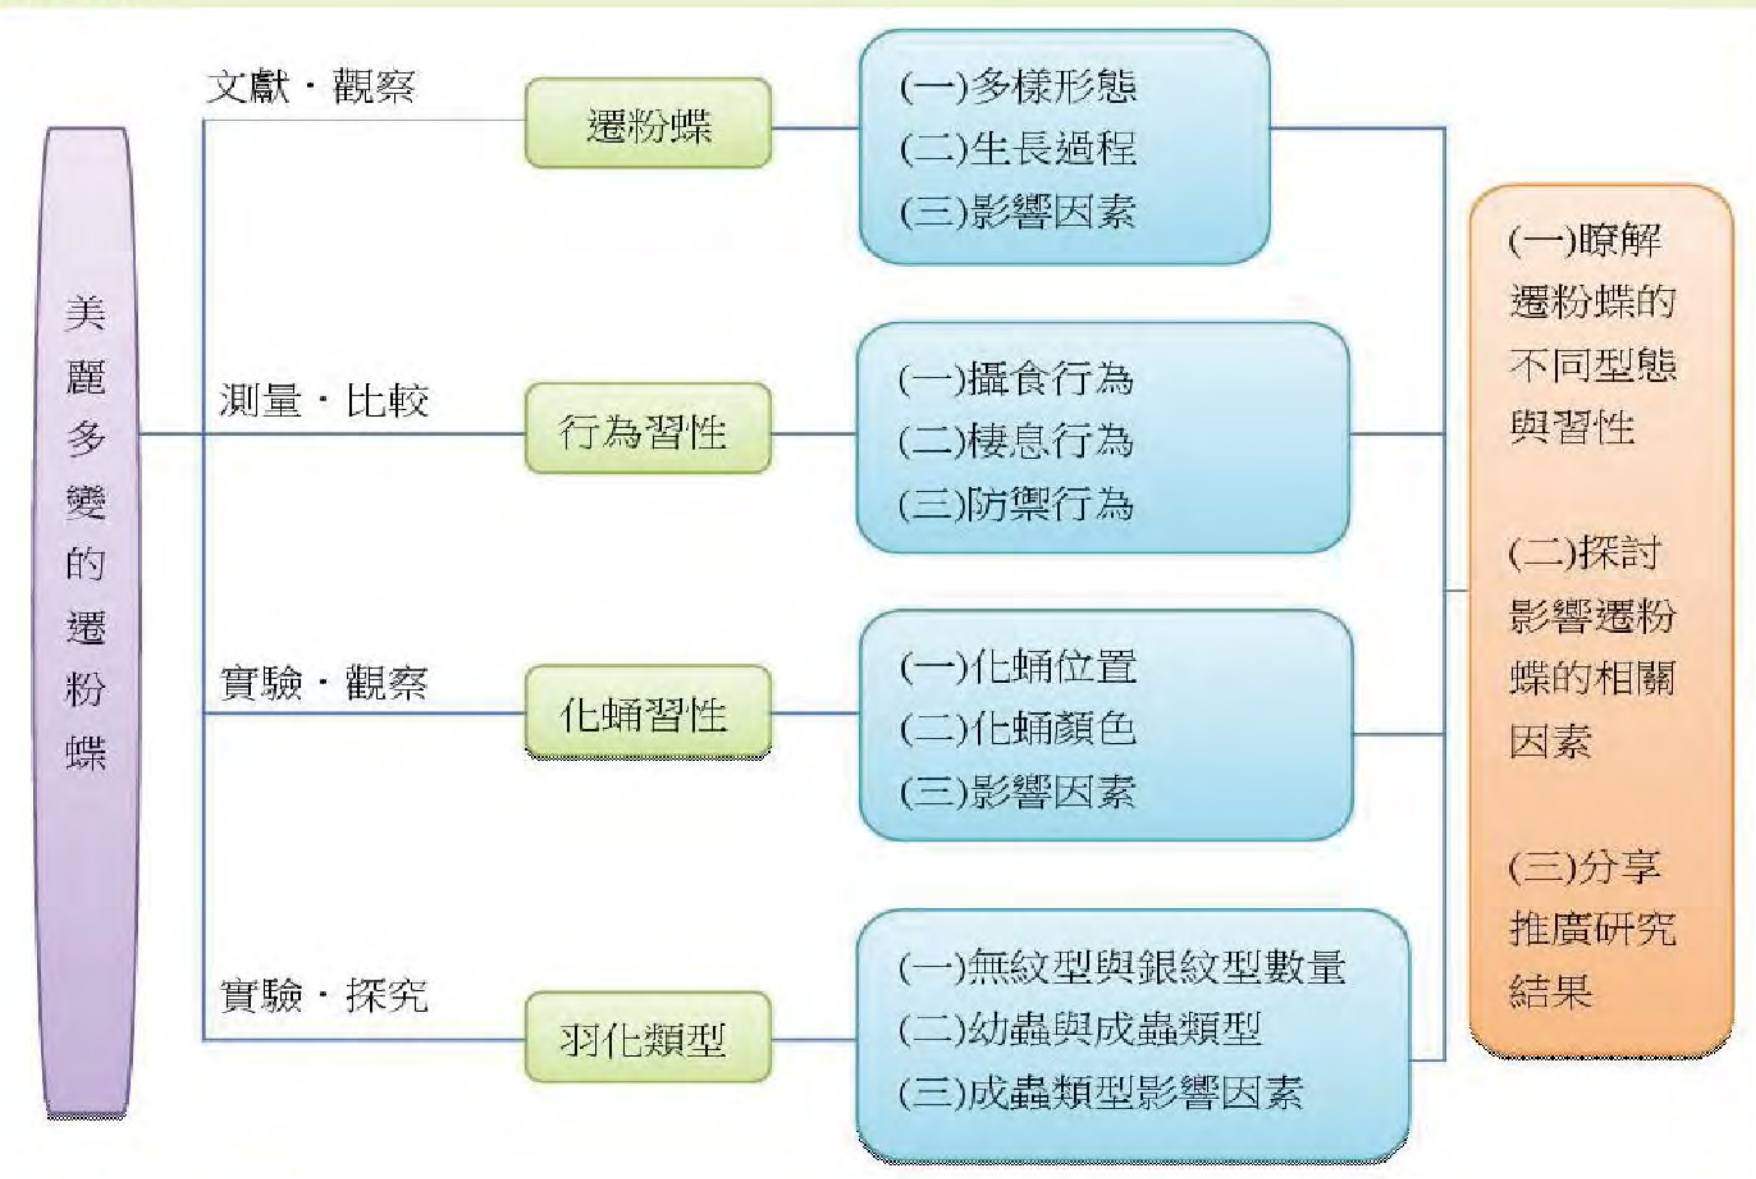 美麗多變的遷粉蝶
文獻・觀察
遷粉蝶
(一)多樣形態
(二)生長過程
(三)影響因素
測量・比較
行為習性
(一)攝食行為
(二)棲息行為
(三)防禦行為
實驗・觀察
化蛹習性
(一)化蛹位置
(二)化蛹顏色
(三)影響因素
實驗・探究
羽化類型
(一)無紋型與銀紋型數量
(二)幼蟲與成蟲類型
(三)成蟲類型影響因素
(一)瞭解
遷粉蝶的
不同型態
與習性
(二)探討
影響遷粉
蝶的相關
因素
(三)分享
推廣研究
結果